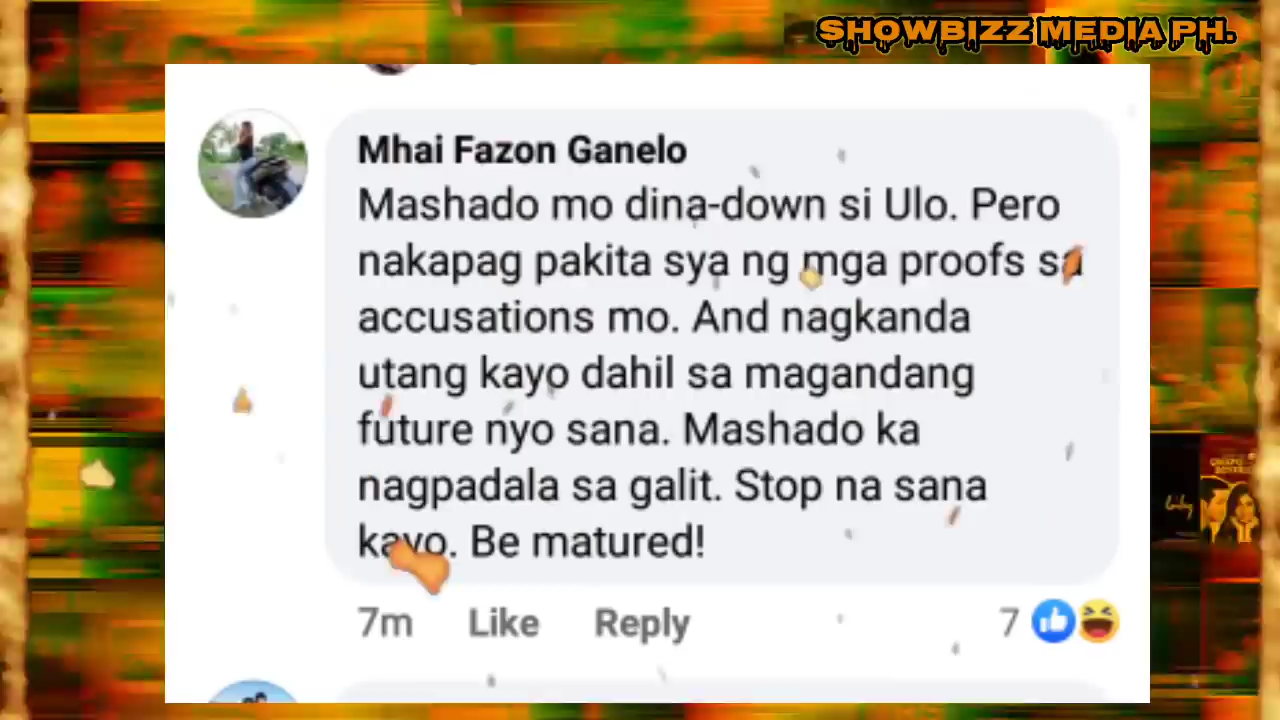 SHOWBIZZ MEDIA PH.
Mhai Fazon Ganelo
Mashado mo dina-down si Ulo. Pero
nakapag pakita sya ng mga proofs sa
accusations mo. And nagkanda
utang kayo dahil sa magandang
future nyo sana. Mashado ka
nagpadala sa galit. Stop na sana
kayo. Be matured!
7m Like Reply 7